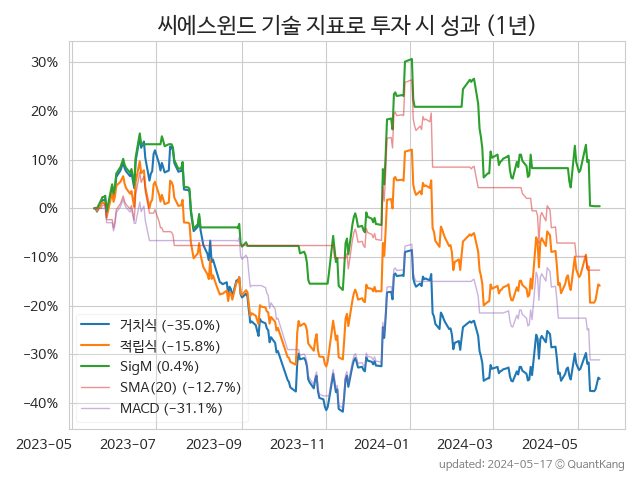 씨에스윈드 기술 지표로 투자 시 성과 (1년)
30%
20%
10%
0%
−10%
−20%
−30%
−40%
거치식 (−35.0%)
적립식 (−15.8%)
SigM (0.4%)
SMA(20) (−12.7%)
MACD (−31.1%)
2023-05 2023-07 2023-09 2023-11 2024-01 2024-03 2024-05
updated: 2024-05-17 © QuantKang